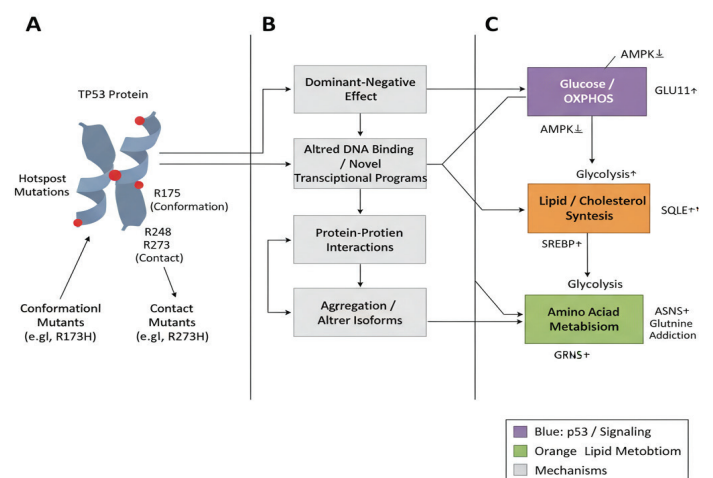 A
TP53 Protein
Hotspost
Mutations
R175
(Conformation)
R248
R273
(Contact)
Conformationl
Mutants
(e.gl, R173H)
Contact
Mutants
(e.gl, R273H)
B
Dominant-Negative
Effect
Altred DNA Binding
/ Novel
Transciptional Programs
Protein-Protien
Interactions
Agrregation /
Altrer Isoforms
C
AMPK⊥
Glucose /
OXPHOS
GLU11↑
AMPK⊥
Glycolysis↑
Lipid / Cholesterol
Syntesis
SQLE↑↑
SREBP↑
Glycolysis
Amino Aciad
Metabisiom
ASNS+
Glutnine
Addiction
GRNS↑
Blue: p53 / Signaling
Orange Lipid Metobtiom
Mechanisms